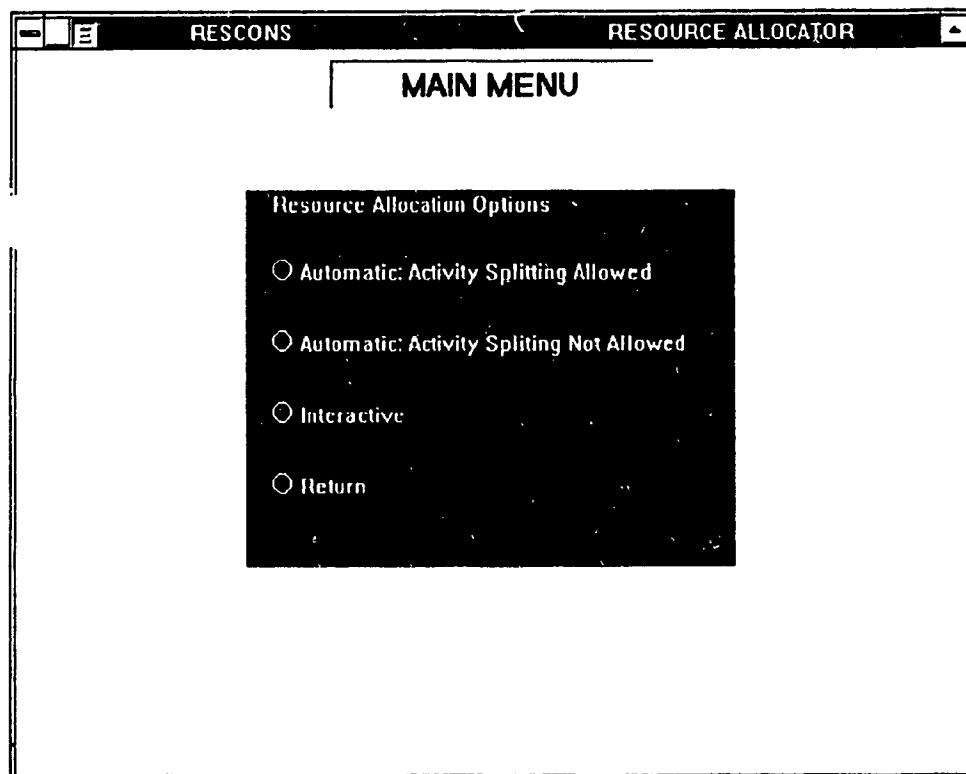 RESCONS RESOURCE ALLOCATOR
MAIN MENU
Resource Allocation Options
Automatic: Activity Splitting Allowed
Automatic: Activity Spliting Not Allowed
Interactive
Return